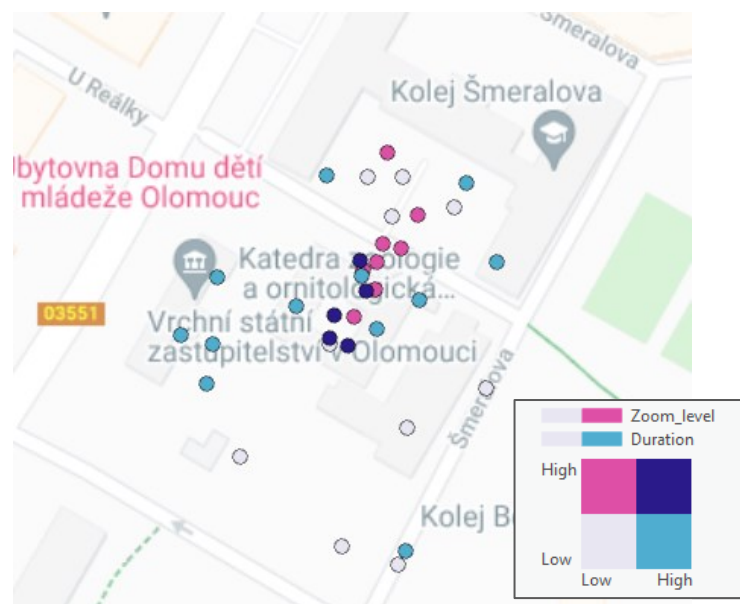 Šmeralova
U Reálky
Kolej Šmeralova
Domu dětí
mládeže Olomouc
Katedra zoologie
a ornitologická...
03551
Vrchní státní
zastupitelství v Olomouci
Šmeralova
Kolej
Zoom_level
Duration
High
Low
Low High